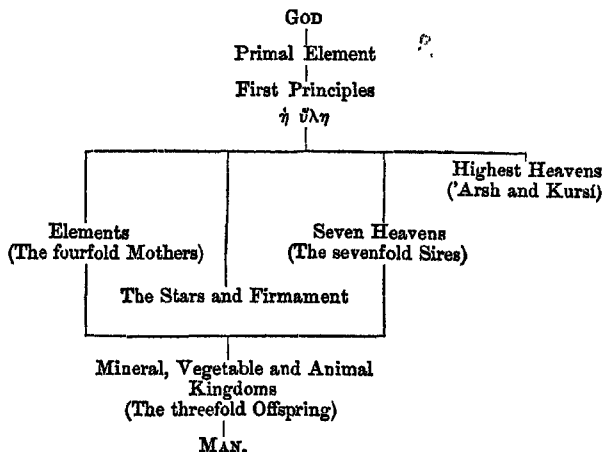 GOD
Primal Element
First Principles
ἡ ὕλη
Highest Heavens
('Arsh and Kursí)
Elements
(The fourfold Mothers)
Seven Heavens
(The sevenfold Sires)
The Stars and Firmament
Mineral, Vegetable and Animal
Kingdoms
(The threefold Offspring)
MAN.